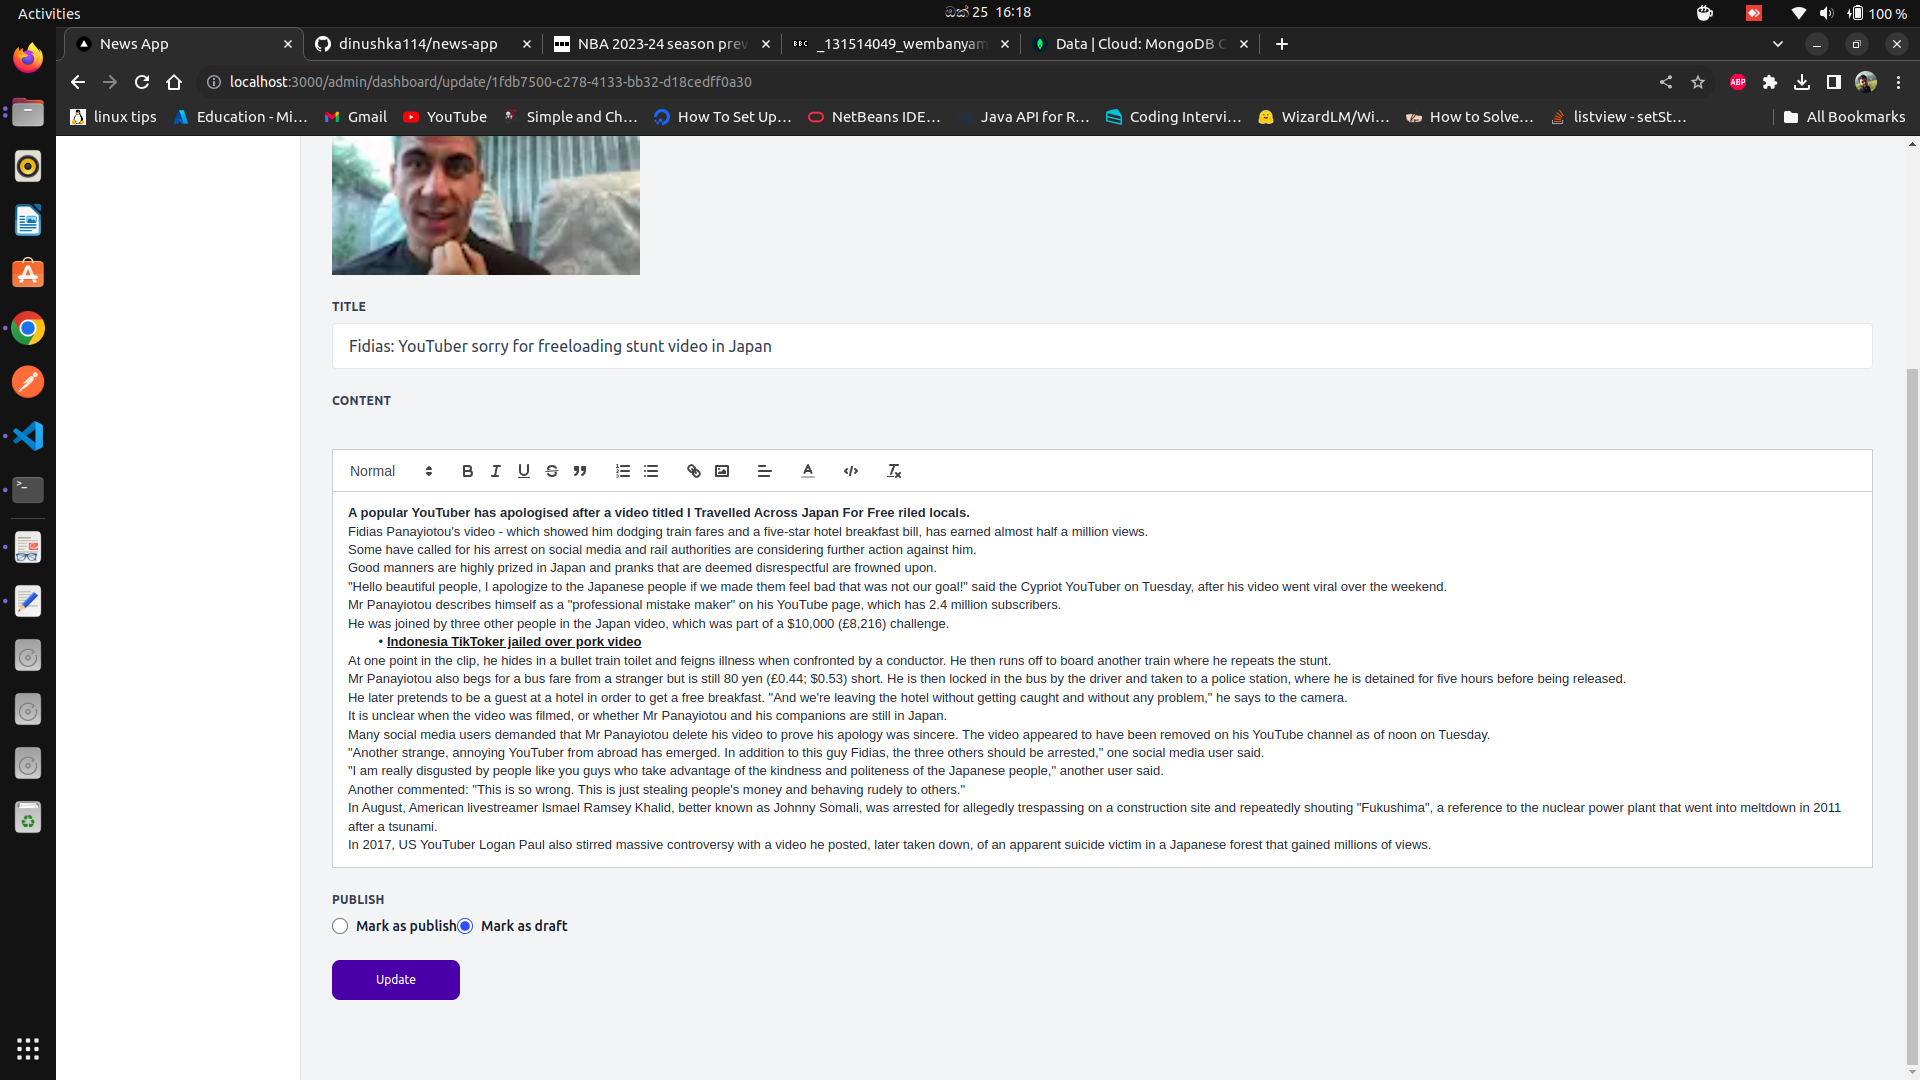 Activities
ඔක් 25 16:18
100 %
News App
dinushka114/news-app
NBA 2023-24 season prev
BBC
_131514049_wembanyam
Data | Cloud: MongoDB C
localhost:3000/admin/dashboard/update/1fdb7500-c278-4133-bb32-d18cedff0a30
ABP
linux tips
Education - Mi...
Gmail
YouTube
Simple and Ch...
How To Set Up...
NetBeans IDE...
Java API for R...
Coding Intervi...
WizardLM/Wi...
How to Solve...
listview - setSt...
All Bookmarks
TITLE
Fidias: YouTuber sorry for freeloading stunt video in Japan
CONTENT
Normal
A popular YouTuber has apologised after a video titled I Travelled Across Japan For Free riled locals.
Fidias Panayiotou's video - which showed him dodging train fares and a five-star hotel breakfast bill, has earned almost half a million views.
Some have called for his arrest on social media and rail authorities are considering further action against him.
Good manners are highly prized in Japan and pranks that are deemed disrespectful are frowned upon.
"Hello beautiful people, I apologize to the Japanese people if we made them feel bad that was not our goal!" said the Cypriot YouTuber on Tuesday, after his video went viral over the weekend.
Mr Panayiotou describes himself as a "professional mistake maker" on his YouTube page, which has 2.4 million subscribers.
He was joined by three other people in the Japan video, which was part of a $10,000 (£8,216) challenge.
• Indonesia TikToker jailed over pork video
At one point in the clip, he hides in a bullet train toilet and feigns illness when confronted by a conductor. He then runs off to board another train where he repeats the stunt.
Mr Panayiotou also begs for a bus fare from a stranger but is still 80 yen (£0.44; $0.53) short. He is then locked in the bus by the driver and taken to a police station, where he is detained for five hours before being released.
He later pretends to be a guest at a hotel in order to get a free breakfast. "And we're leaving the hotel without getting caught and without any problem," he says to the camera.
It is unclear when the video was filmed, or whether Mr Panayiotou and his companions are still in Japan.
Many social media users demanded that Mr Panayiotou delete his video to prove his apology was sincere. The video appeared to have been removed on his YouTube channel as of noon on Tuesday.
"Another strange, annoying YouTuber from abroad has emerged. In addition to this guy Fidias, the three others should be arrested," one social media user said.
"I am really disgusted by people like you guys who take advantage of the kindness and politeness of the Japanese people," another user said.
Another commented: "This is so wrong. This is just stealing people's money and behaving rudely to others."
In August, American livestreamer Ismael Ramsey Khalid, better known as Johnny Somali, was arrested for allegedly trespassing on a construction site and repeatedly shouting "Fukushima", a reference to the nuclear power plant that went into meltdown in 2011
after a tsunami.
In 2017, US YouTuber Logan Paul also stirred massive controversy with a video he posted, later taken down, of an apparent suicide victim in a Japanese forest that gained millions of views.
PUBLISH
Mark as publish
Mark as draft
Update